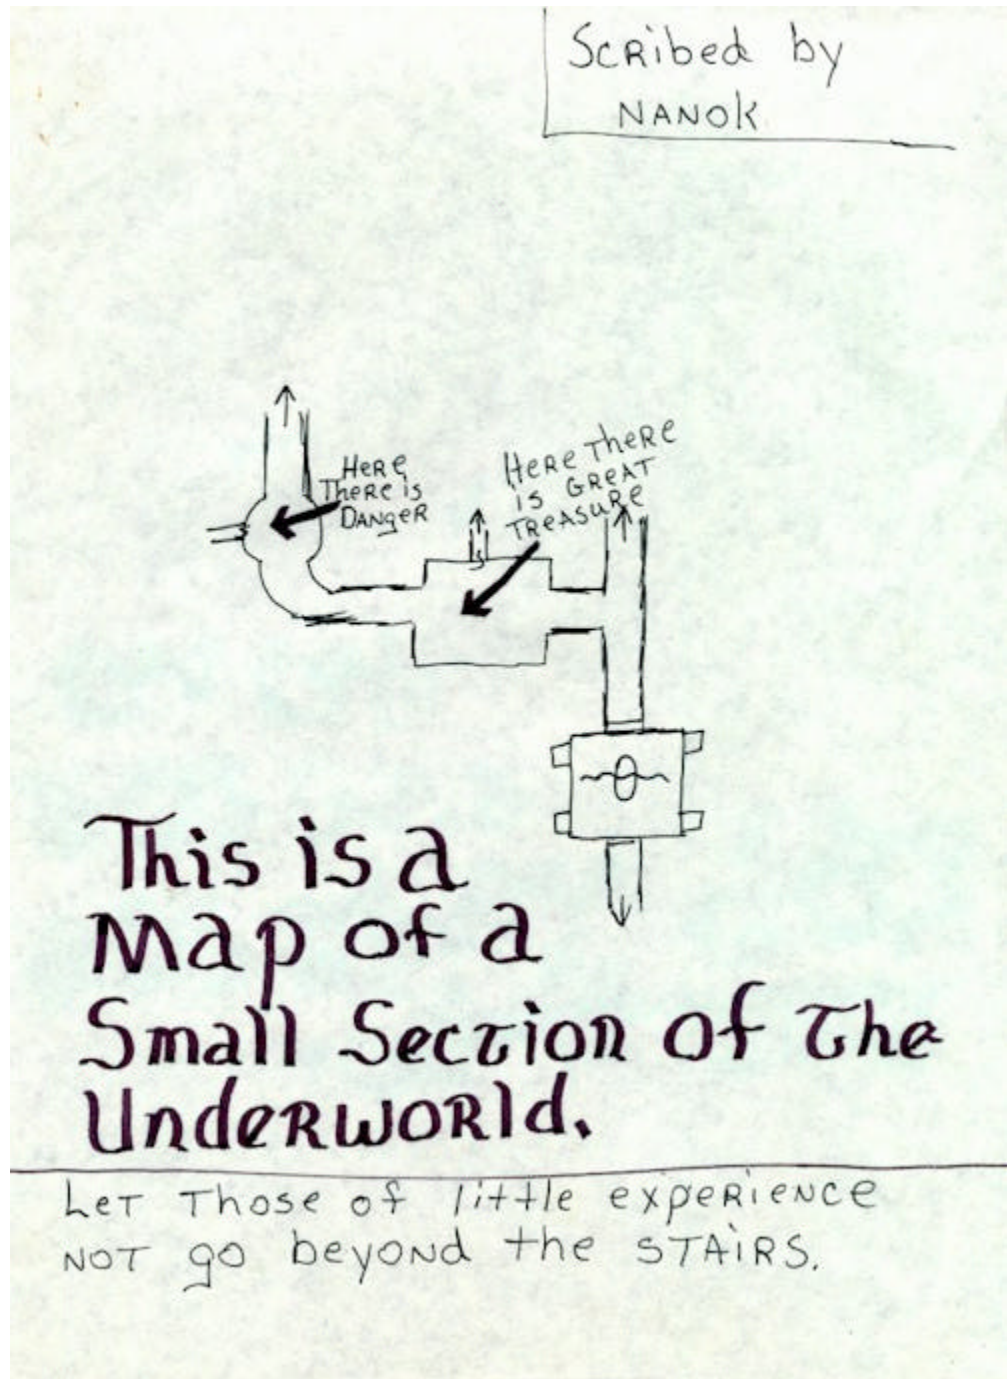 Scribed by
NANOK
Here There
is Great
Treasure
Here
There is
Danger
This is a
Map of a
Small Section of The
Underworld.
Let Those of little experience
not go beyond the STAIRS.